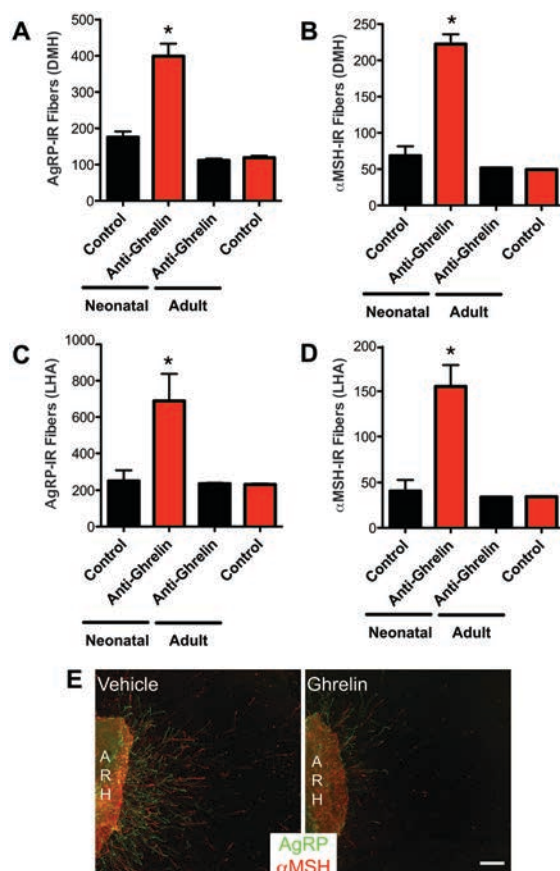 A
AgRP-IR Fibers (DMH)
500
400
300
200
100
0
*
Control
Anti-Ghrelin
Anti-Ghrelin
Control
Neonatal
Adult
B
αMSH-IR Fibers (DMH)
250
200
150
100
50
0
*
Control
Anti-Ghrelin
Anti-Ghrelin
Control
Neonatal
Adult
C
AgRP-IR Fibers (LHA)
1000
800
600
400
200
0
*
Control
Anti-Ghrelin
Anti-Ghrelin
Control
Neonatal
Adult
D
αMSH-IR Fibers (LHA)
200
150
100
50
0
*
Control
Anti-Ghrelin
Anti-Ghrelin
Control
Neonatal
Adult
E
Vehicle
A
R
H
Ghrelin
A
R
H
AgRP
αMSH